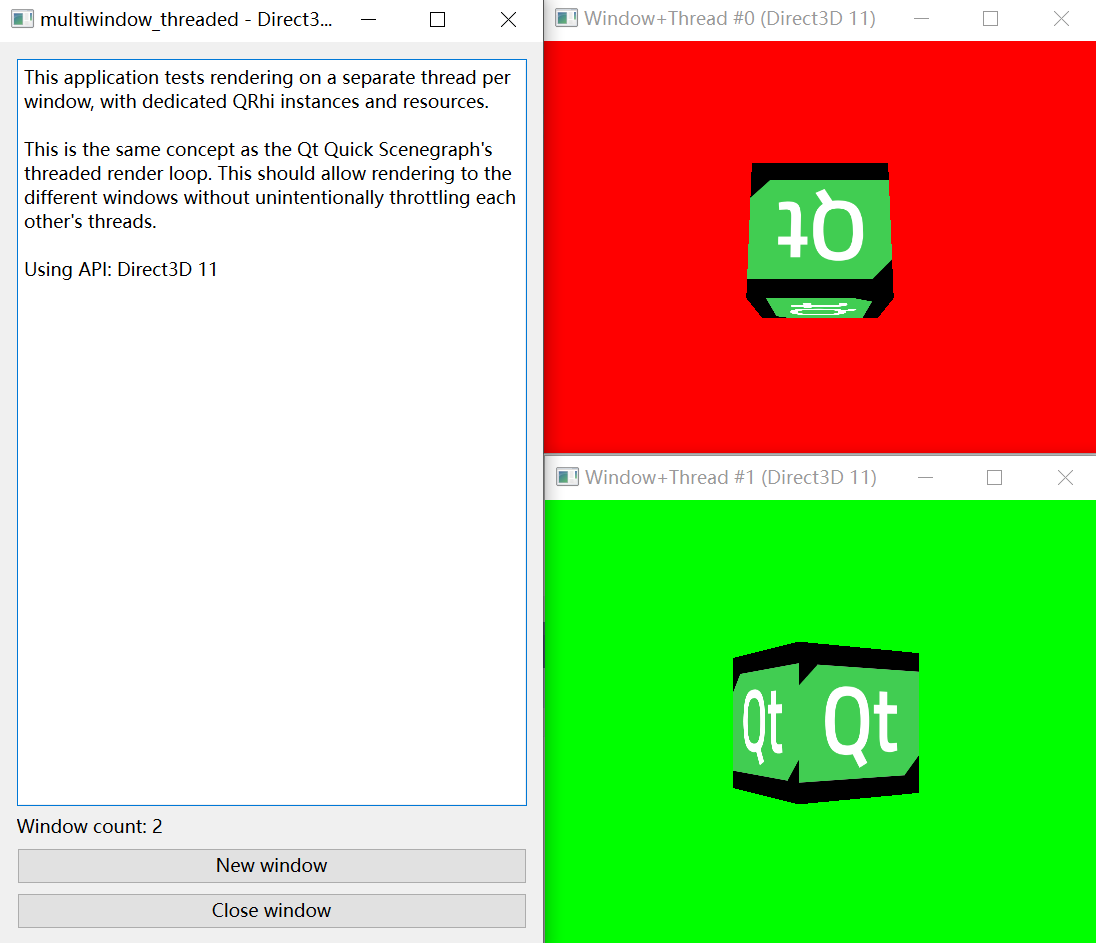 multiwindow_threaded - Direct3...
This application tests rendering on a separate thread per
window, with dedicated QRhi instances and resources.
This is the same concept as the Qt Quick Scenegraph's
threaded render loop. This should allow rendering to the
different windows without unintentionally throttling each
other's threads.
Using API: Direct3D 11
Window count: 2
New window
Close window
Window+Thread #0 (Direct3D 11)
Qt
Qt
Window+Thread #1 (Direct3D 11)
Qt
Qt